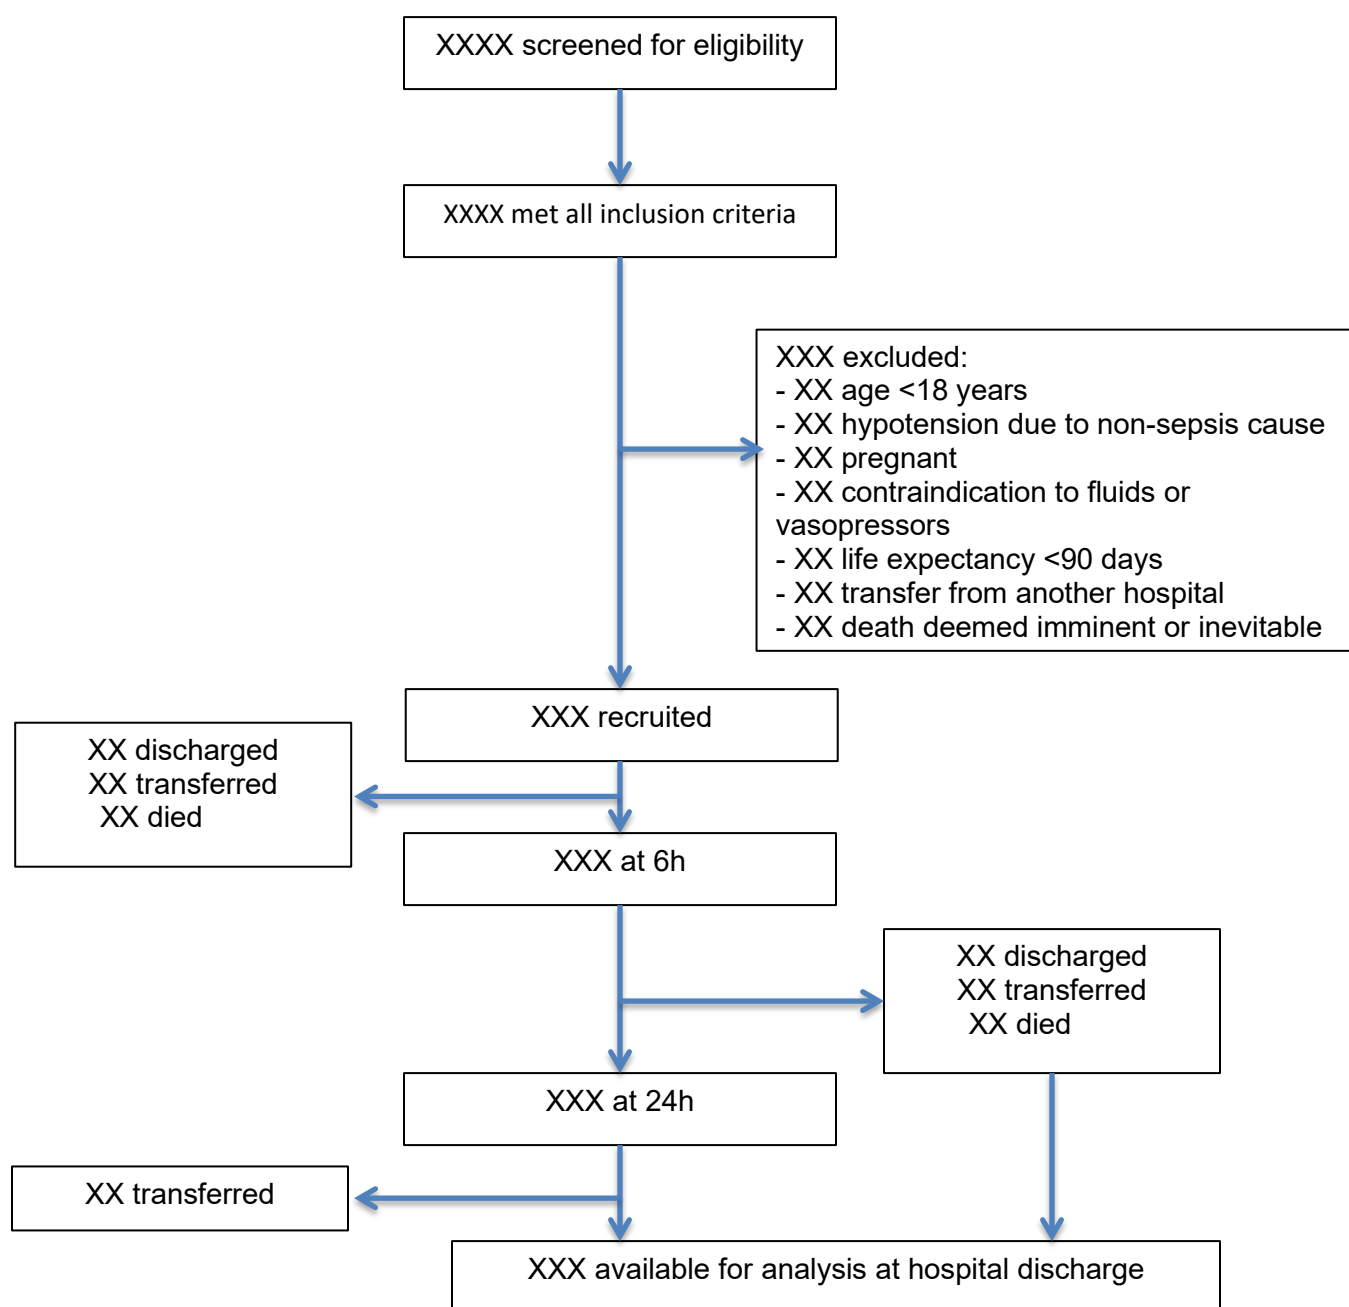 XXXX screened for eligibility
XXXX met all inclusion criteria
XXX excluded:
- XX age <18 years
- XX hypotension due to non-sepsis cause
- XX pregnant
- XX contraindication to fluids or
vasopressors
- XX life expectancy <90 days
- XX transfer from another hospital
- XX death deemed imminent or inevitable
XXX recruited
XX discharged
XX transferred
XX died
XXX at 6h
XX discharged
XX transferred
XX died
XXX at 24h
XX transferred
XXX available for analysis at hospital discharge